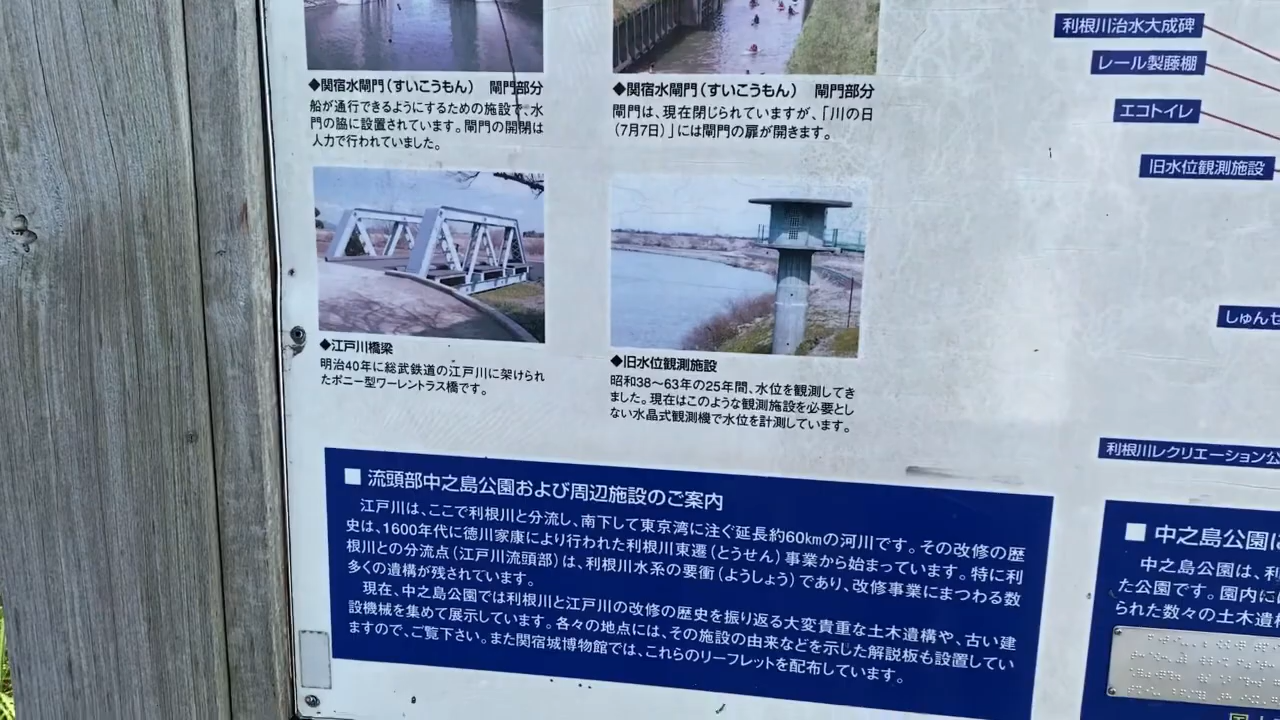 ◆関宿水閘門(すいこうもん) 閘門部分
船が通行できるようにするための施設で、水
門の脇に設置されています。閘門の開閉は
人力で行われていました。
◆関宿水閘門(すいこうもん) 閘門部分
閘門は、現在閉じられていますが、「川の日
(7月7日)」には閘門の扉が開きます。
◆江戸川橋梁
明治40年に総武鉄道の江戸川に架けられ
たポニー型ワーレントラス橋です。
◆旧水位観測施設
昭和38～63年の25年間、水位を観測してき
ました。現在はこのような観測施設を必要とし
ない水晶式観測機で水位を計測しています。
利根川治水大成碑
レール製藤棚
エコトイレ
旧水位観測施設
しゅんせ
利根川レクリエーション公
■ 流頭部中之島公園および周辺施設のご案内
江戸川は、ここで利根川と分流し、南下して東京湾に注ぐ延長約60kmの河川です。その改修の歴
史は、1600年代に徳川家康により行われた利根川東遷(とうせん)事業から始まっています。特に利
根川との分流点(江戸川流頭部)は、利根川水系の要衝(ようしょう)であり、改修事業にまつわる数
多くの遺構が残されています。
現在、中之島公園では利根川と江戸川の改修の歴史を振り返る大変貴重な土木遺構や、古い建
設機械を集めて展示しています。各々の地点には、その施設の由来などを示した解説板も設置してい
ますので、ご覧下さい。また関宿城博物館では、これらのリーフレットを配布しています。
■ 中之島公園に
中之島公園は、利
た公園です。園内には
られた数々の土木遺構